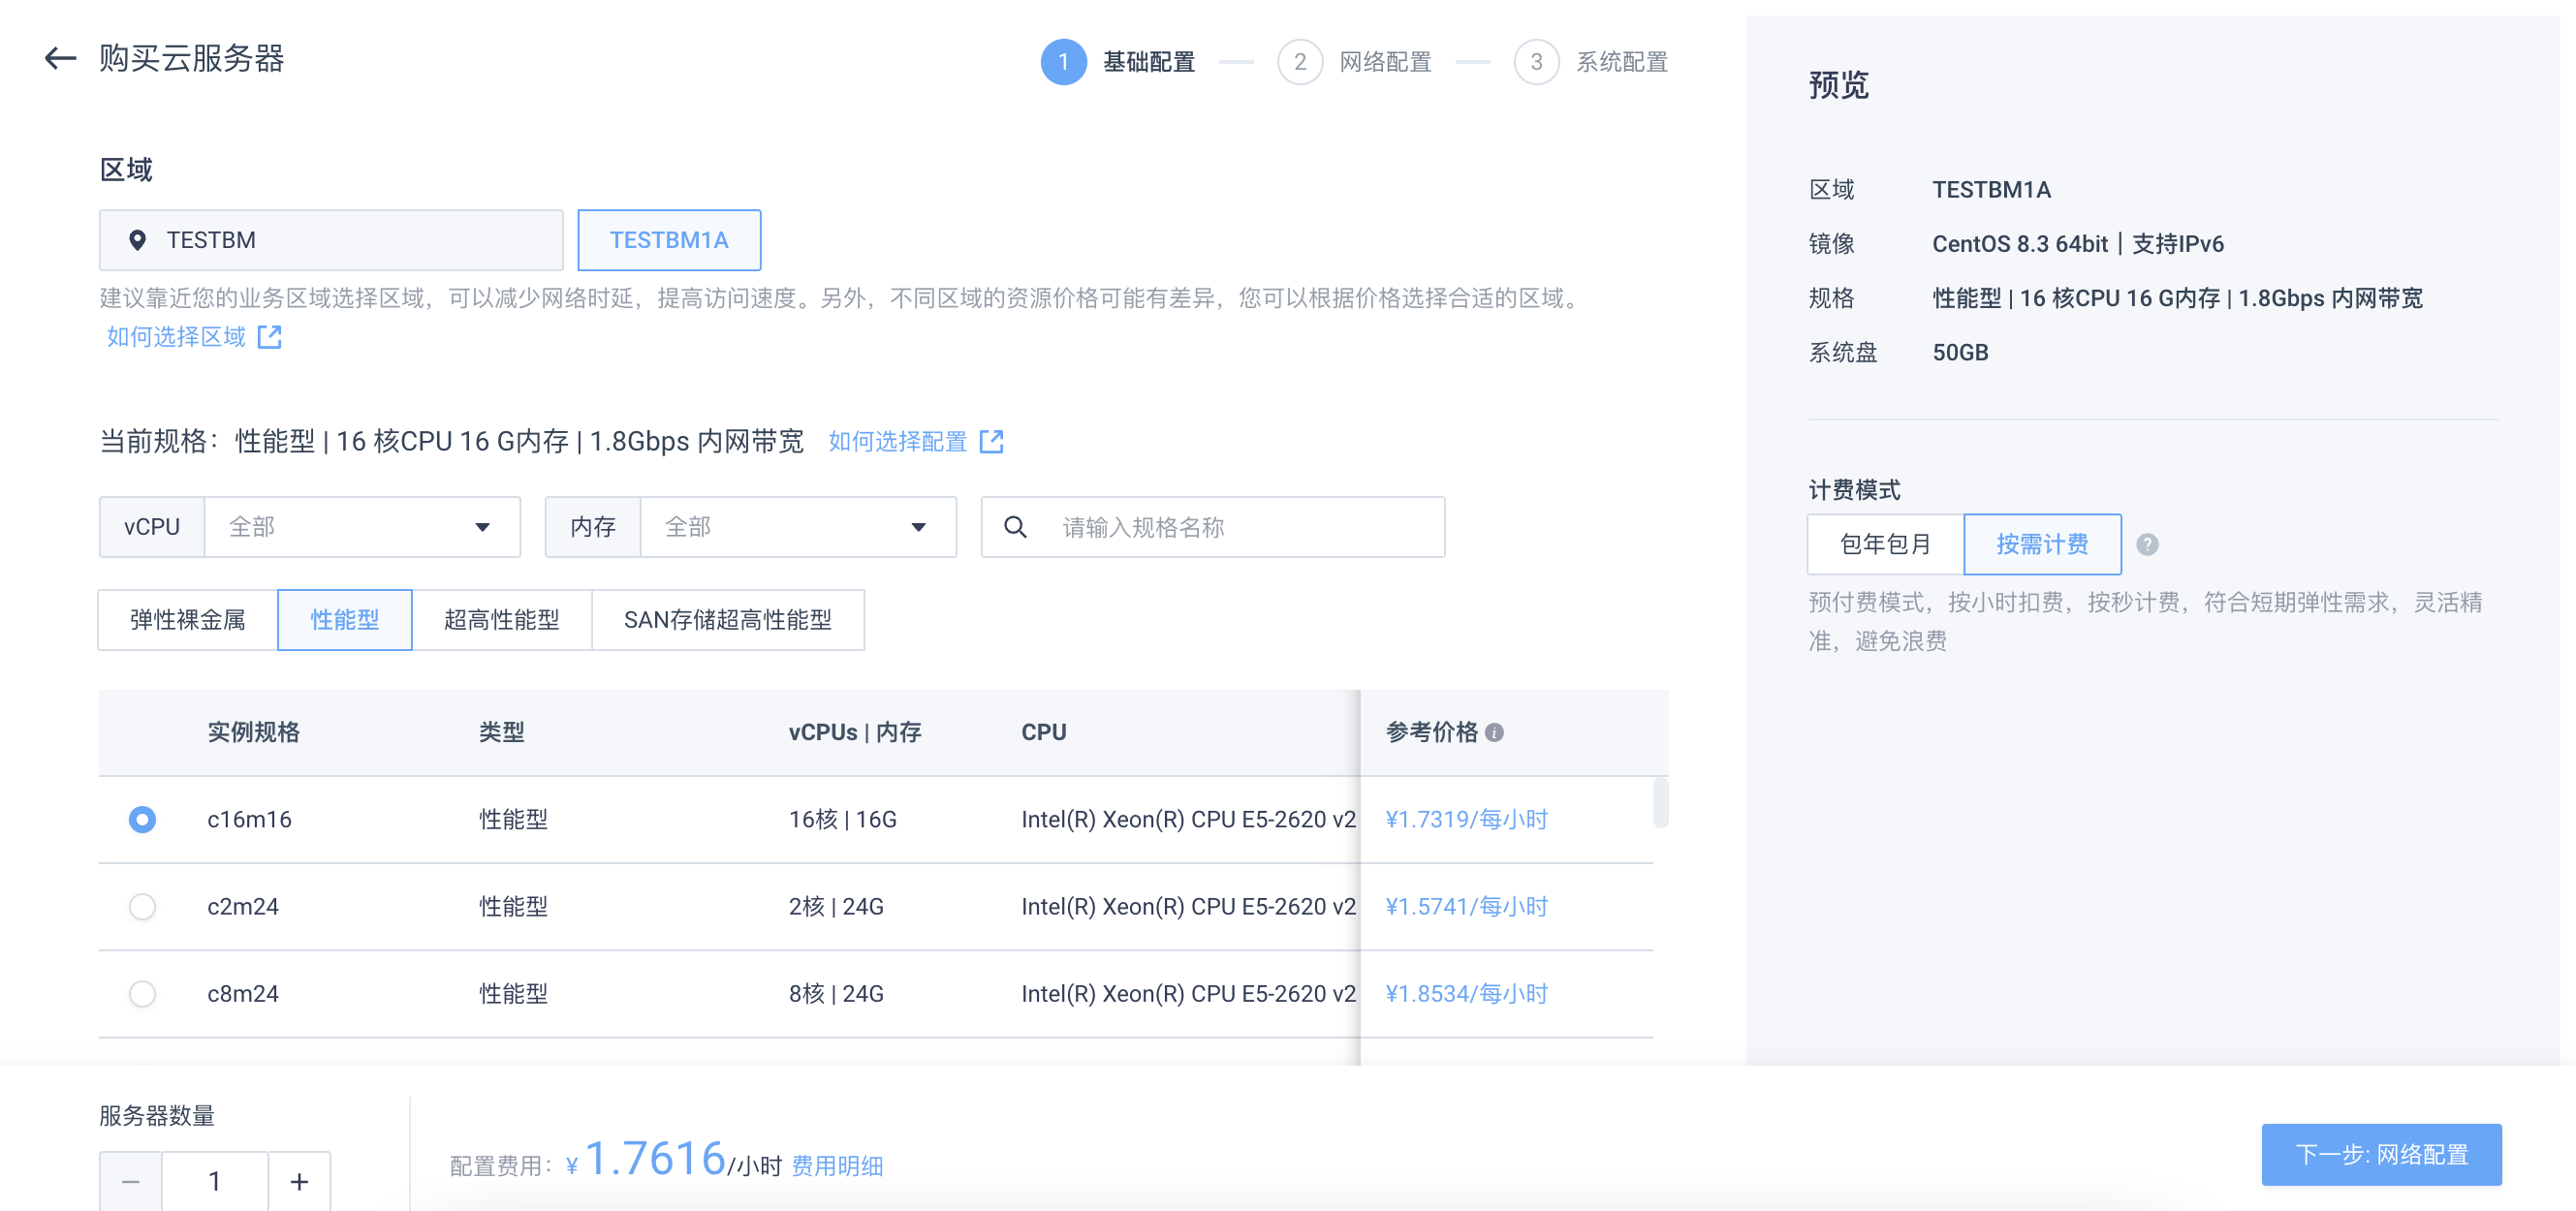 购买云服务器
1 基础配置 2 网络配置 3 系统配置
区域
TESTBM TESTBM1A
建议靠近您的业务区域选择区域，可以减少网络时延，提高访问速度。另外，不同区域的资源价格可能有差异，您可以根据价格选择合适的区域。
如何选择区域
当前规格：性能型 | 16 核CPU 16 G内存 | 1.8Gbps 内网带宽 如何选择配置
vCPU 全部 内存 全部 请输入规格名称
弹性裸金属 性能型 超高性能型 SAN存储超高性能型
实例规格 类型 vCPUs | 内存 CPU 参考价格
c16m16 性能型 16核 | 16G Intel(R) Xeon(R) CPU E5-2620 v2 ¥1.7319/每小时
c2m24 性能型 2核 | 24G Intel(R) Xeon(R) CPU E5-2620 v2 ¥1.5741/每小时
c8m24 性能型 8核 | 24G Intel(R) Xeon(R) CPU E5-2620 v2 ¥1.8534/每小时
预览
区域 TESTBM1A
镜像 CentOS 8.3 64bit | 支持IPv6
规格 性能型 | 16 核CPU 16 G内存 | 1.8Gbps 内网带宽
系统盘 50GB
计费模式
包年包月 按需计费 ?
预付费模式，按小时扣费，按秒计费，符合短期弹性需求，灵活精
准，避免浪费
服务器数量
− 1 +
配置费用：¥ 1.7616/小时 费用明细
下一步: 网络配置